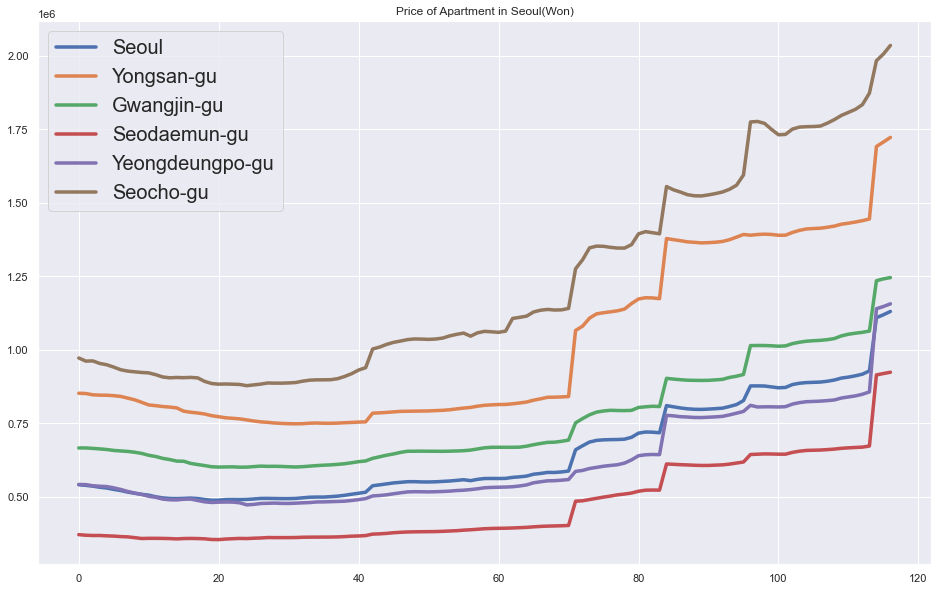 Price of Apartment in Seoul(Won)
1e6
Seoul
Yongsan-gu
Gwangjin-gu
Seodaemun-gu
Yeongdeungpo-gu
Seocho-gu
2.00
1.75
1.50
1.25
1.00
0.75
0.50
0 20 40 60 80 100 120